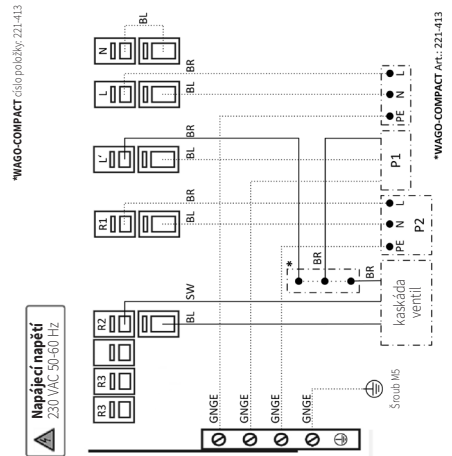 *WAGO-COMPACT číslo položky: 221-413
Napájecí napětí
230 VAC 50-60 Hz
N
BL
L
BR
BL
L'
BR
BL
R1
BR
BL
R2
SW
BL
R3
R3
GNGE
GNGE
GNGE
GNGE
*
BR
BR
L
N
PE
P1
L
N
PE
P2
kaskáda
ventil
Šroub M5
*WAGO-COMPACT Art.: 221-413